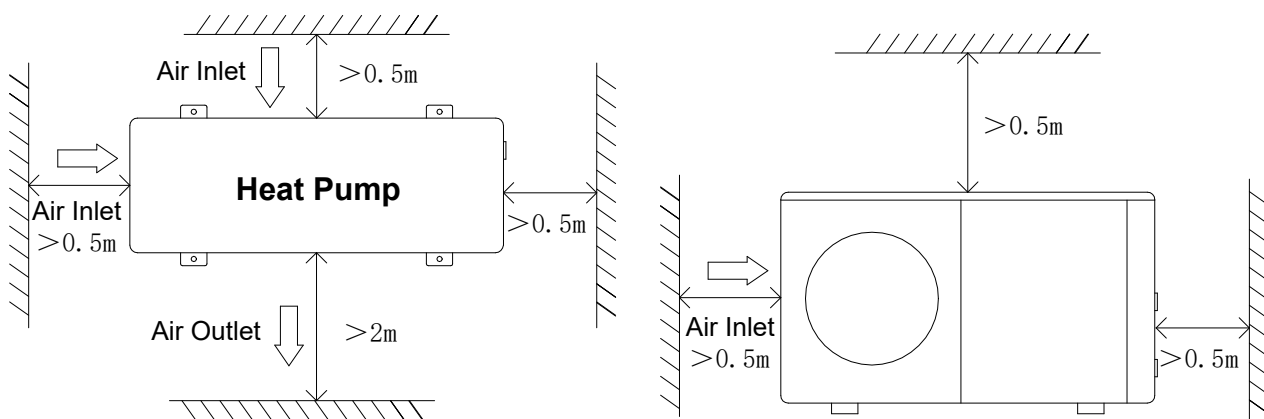 Air Inlet
＞0.5m
Heat Pump
Air Inlet
＞0.5m
＞0.5m
Air Outlet
＞2m
＞0.5m
Air Inlet
＞0.5m
＞0.5m